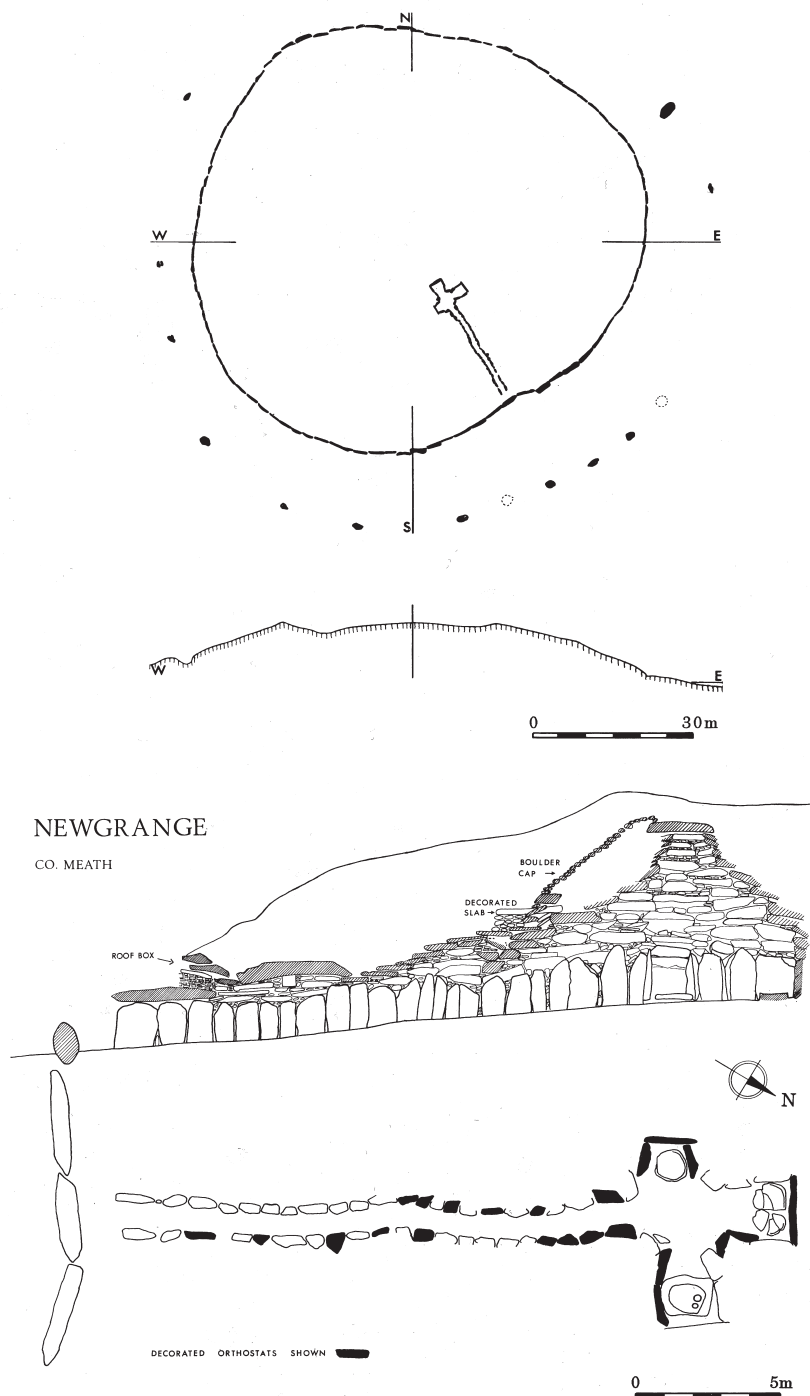 N
W E
S
W E
0 30m
NEWGRANGE
CO. MEATH
BOULDER
CAP
DECORATED
SLAB
ROOF BOX
N
DECORATED ORTHOSTATS SHOWN
0 5m